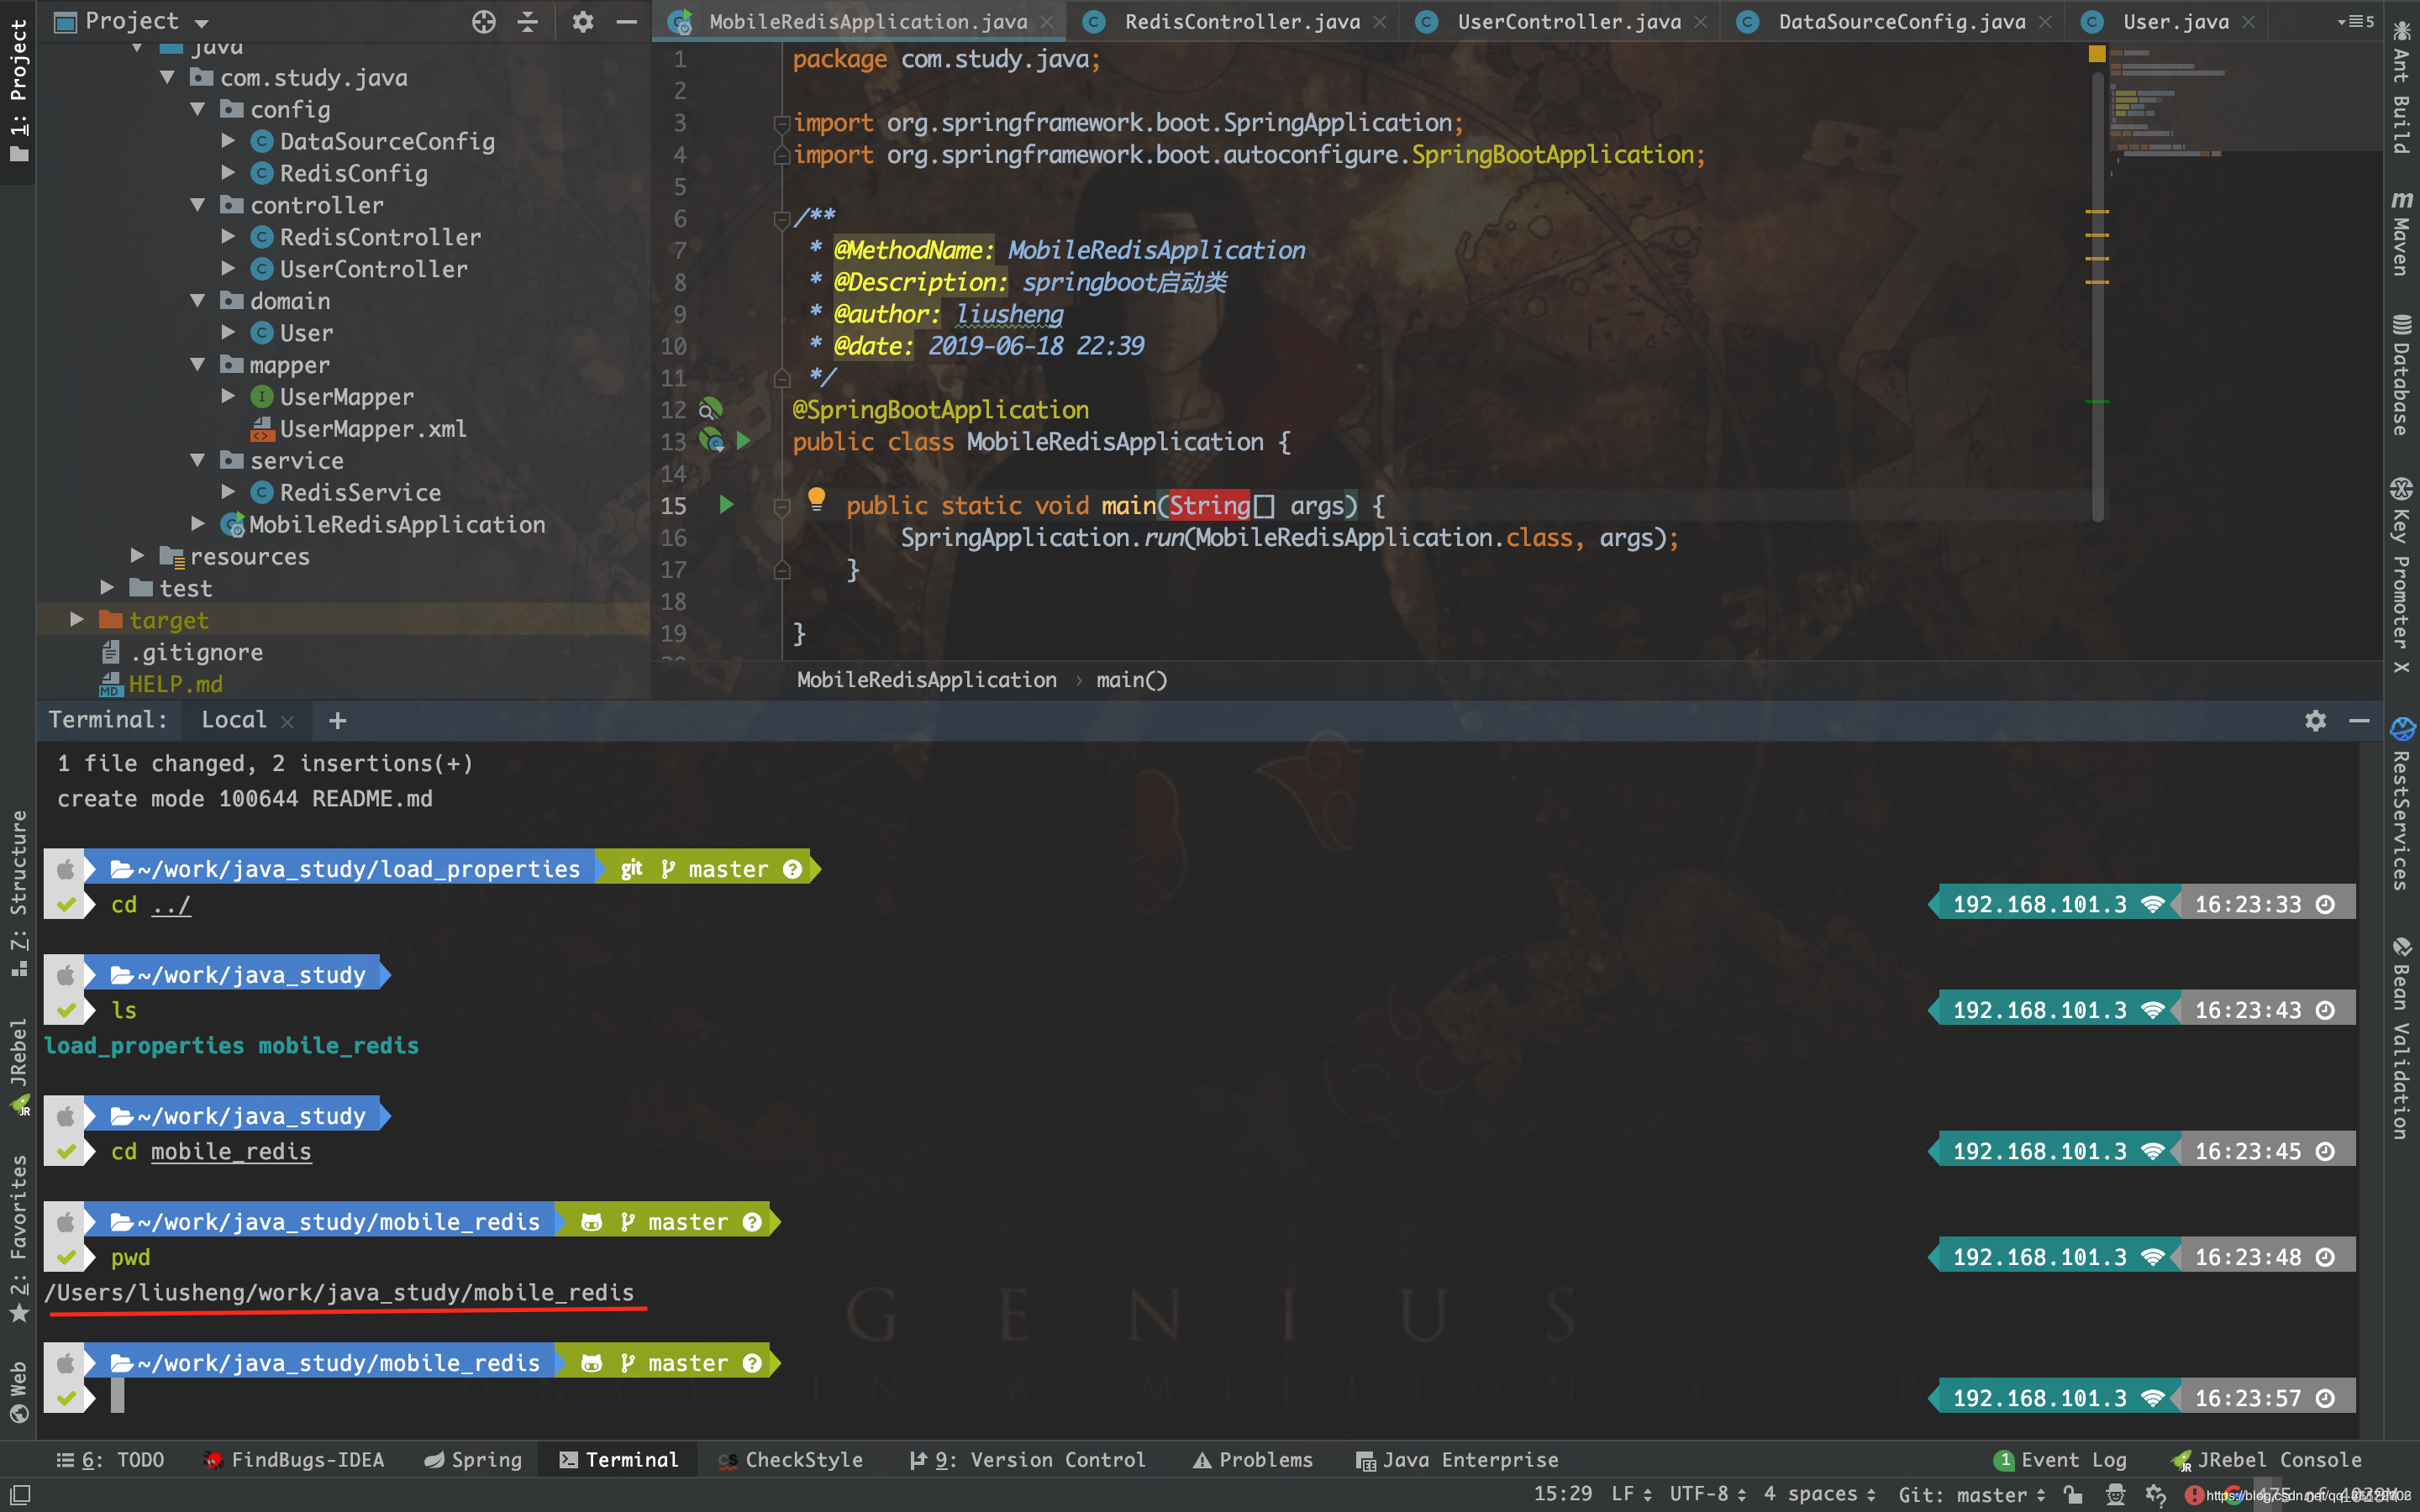 Project
MobileRedisApplication.java
RedisController.java
UserController.java
DataSourceConfig.java
User.java
5
1: Project
7: Structure
JRebel
2: Favorites
Web
java
com.study.java
config
DataSourceConfig
RedisConfig
controller
RedisController
UserController
domain
User
mapper
UserMapper
UserMapper.xml
service
RedisService
MobileRedisApplication
resources
test
target
.gitignore
HELP.md
1 package com.study.java;
2
3 import org.springframework.boot.SpringApplication;
4 import org.springframework.boot.autoconfigure.SpringBootApplication;
5
6 /**
7 * @MethodName: MobileRedisApplication
8 * @Description: springboot启动类
9 * @author: liusheng
10 * @date: 2019-06-18 22:39
11 */
12 @SpringBootApplication
13 public class MobileRedisApplication {
14
15 public static void main(String[] args) {
16 SpringApplication.run(MobileRedisApplication.class, args);
17 }
18
19 }
MobileRedisApplication › main()
Ant Build
Maven
Database
Key Promoter X
RestServices
Bean Validation
Terminal: Local
1 file changed, 2 insertions(+)
create mode 100644 README.md
~/work/java_study/load_properties git master
cd ../ 192.168.101.3 16:23:33
~/work/java_study
ls 192.168.101.3 16:23:43
load_properties mobile_redis
~/work/java_study
cd mobile_redis 192.168.101.3 16:23:45
~/work/java_study/mobile_redis master
pwd 192.168.101.3 16:23:48
/Users/liusheng/work/java_study/mobile_redis
GENIUS
~/work/java_study/mobile_redis master
192.168.101.3 16:23:57
6: TODO FindBugs-IDEA Spring Terminal CheckStyle 9: Version Control Problems Java Enterprise 1 Event Log JRebel Console
15:29 LF UTF-8 4 spaces Git: master